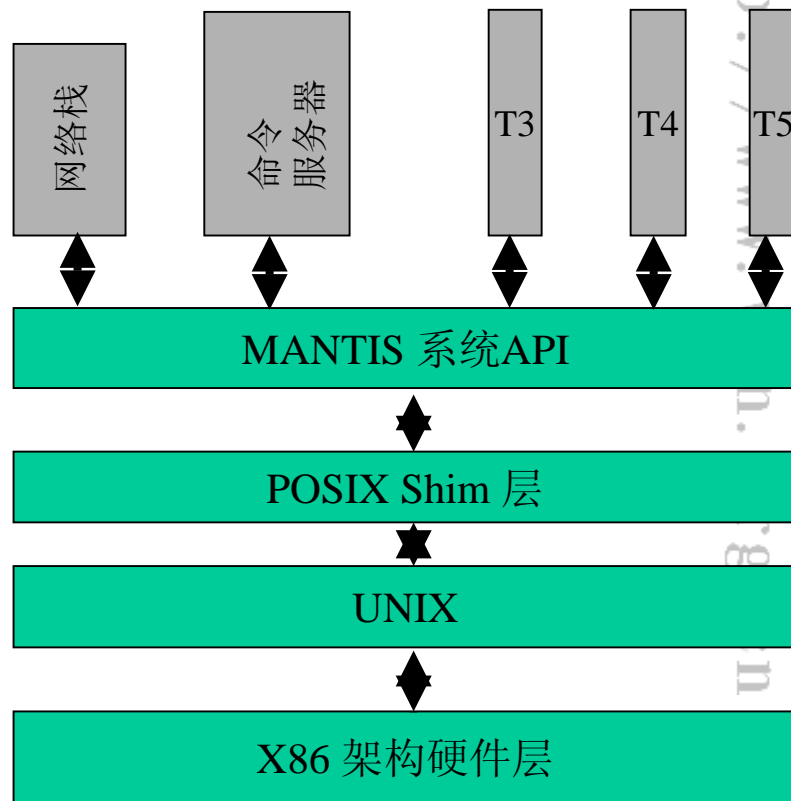 网络栈
命令
服务器
T3
T4
T5
MANTIS 系统API
POSIX Shim 层
UNIX
X86 架构硬件层